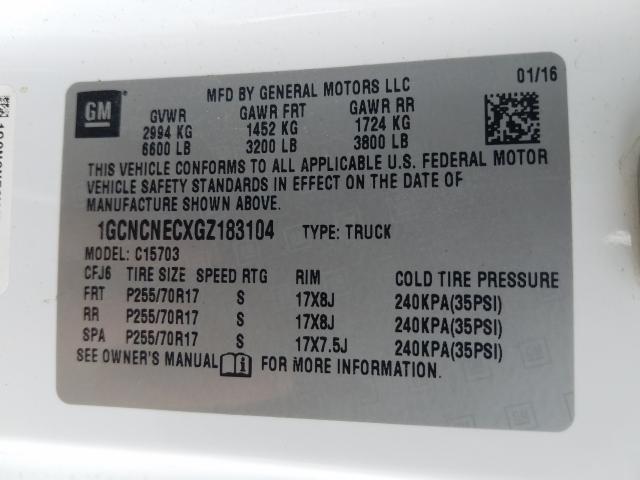 MFD BY GENERAL MOTORS LLC 01/16
GM
GVWR GAWR FRT GAWR RR
2994 KG 1452 KG 1724 KG
6600 LB 3200 LB 3800 LB
THIS VEHICLE CONFORMS TO ALL APPLICABLE U.S. FEDERAL MOTOR
VEHICLE SAFETY STANDARDS IN EFFECT ON THE DATE OF
MANUFACTURE SHOWN ABOVE.
1GCNCNECXGZ183104 TYPE: TRUCK
MODEL: C15703
CFJ6 TIRE SIZE SPEED RTG RIM COLD TIRE PRESSURE
FRT P255/70R17 S 17X8J 240KPA(35PSI)
RR P255/70R17 S 17X8J 240KPA(35PSI)
SPA P255/70R17 S 17X7.5J 240KPA(35PSI)
SEE OWNER'S MANUAL i FOR MORE INFORMATION.